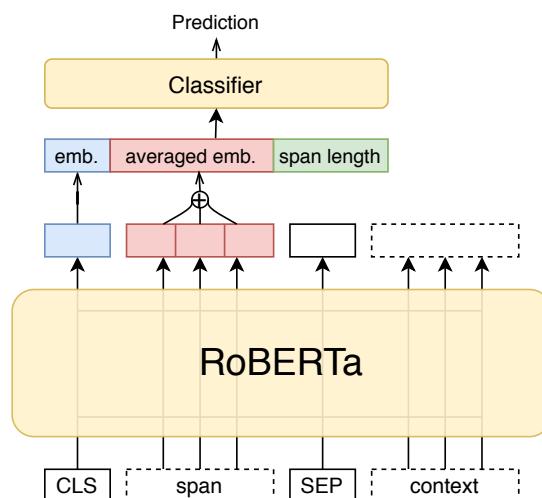 Prediction
Classifier
emb. averaged emb. span length
RoBERTa
CLS span SEP context